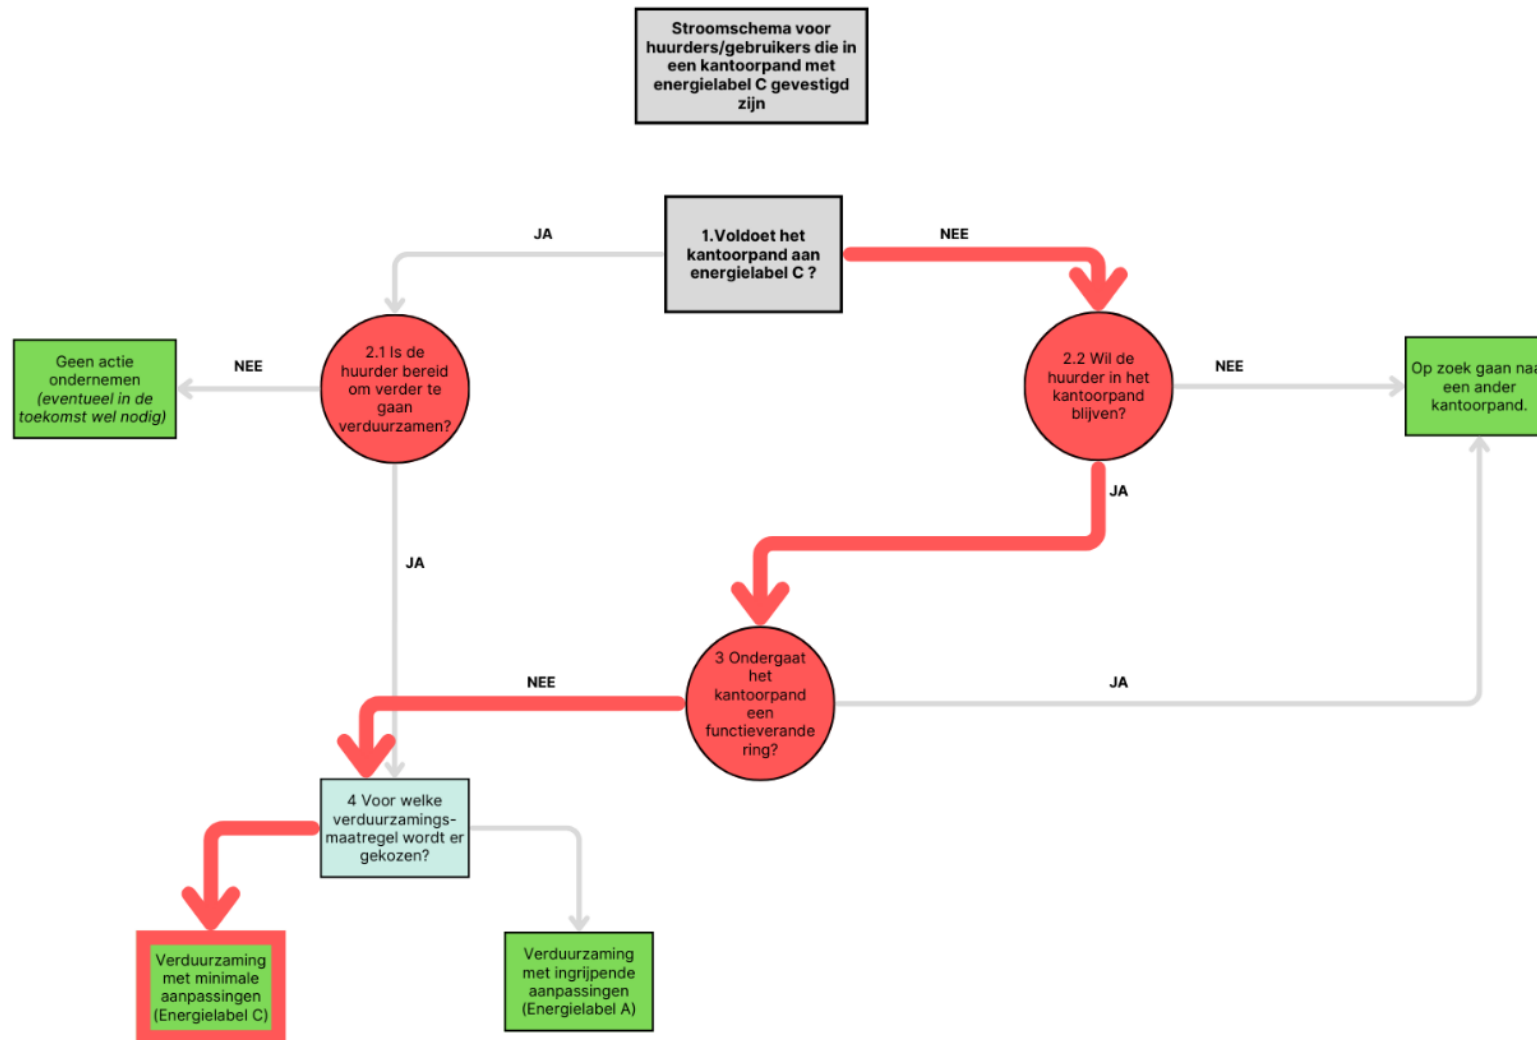 Stroomschema voor
huurders/gebruikers die in
een kantoorpand met
energielabel C gevestigd
zijn
1.Voldoet het
kantoorpand aan
energielabel C ?
JA
NEE
2.1 Is de
huurder bereid
om verder te
gaan
verduurzamen?
NEE
Geen actie
ondernemen
(eventueel in de
toekomst wel nodig)
2.2 Wil de
huurder in het
kantoorpand
blijven?
NEE
Op zoek gaan naa
een ander
kantoorpand.
JA
JA
3 Ondergaat
het
kantoorpand
een
functieverande
ring?
NEE
JA
4 Voor welke
verduurzamings-
maatregel wordt er
gekozen?
Verduurzaming
met minimale
aanpassingen
(Energielabel C)
Verduurzaming
met ingrijpende
aanpassingen
(Energielabel A)